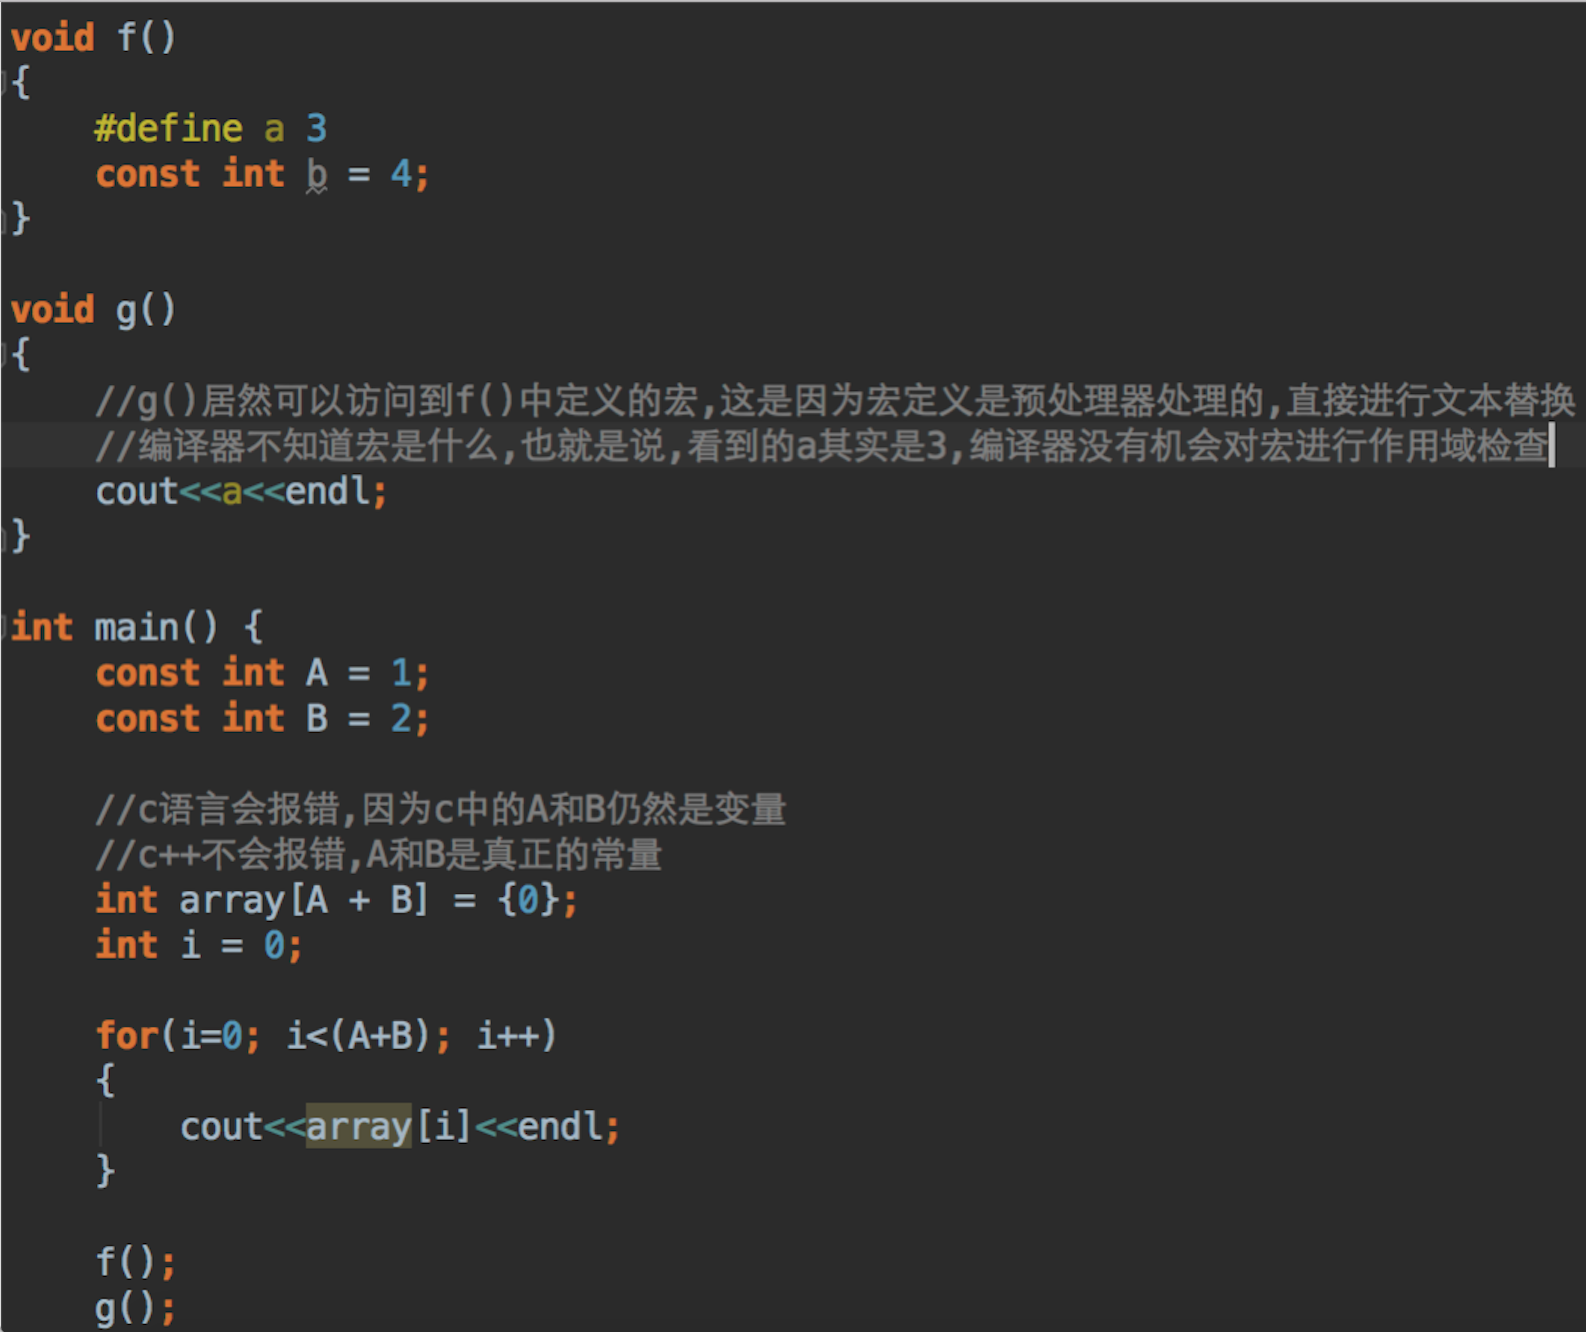 void f()
{
    #define a 3
    const int b = 4;
}
void g()
{
    //g()居然可以访问到f()中定义的宏,这是因为宏定义是预处理器处理的,直接进行文本替换
    //编译器不知道宏是什么,也就是说,看到的a其实是3,编译器没有机会对宏进行作用域检查
    cout<<a<<endl;
}
int main() {
    const int A = 1;
    const int B = 2;
    //c语言会报错,因为c中的A和B仍然是变量
    //c++不会报错,A和B是真正的常量
    int array[A + B] = {0};
    int i = 0;
    for(i=0; i<(A+B); i++)
    {
        cout<<array[i]<<endl;
    }
    f();
    g();